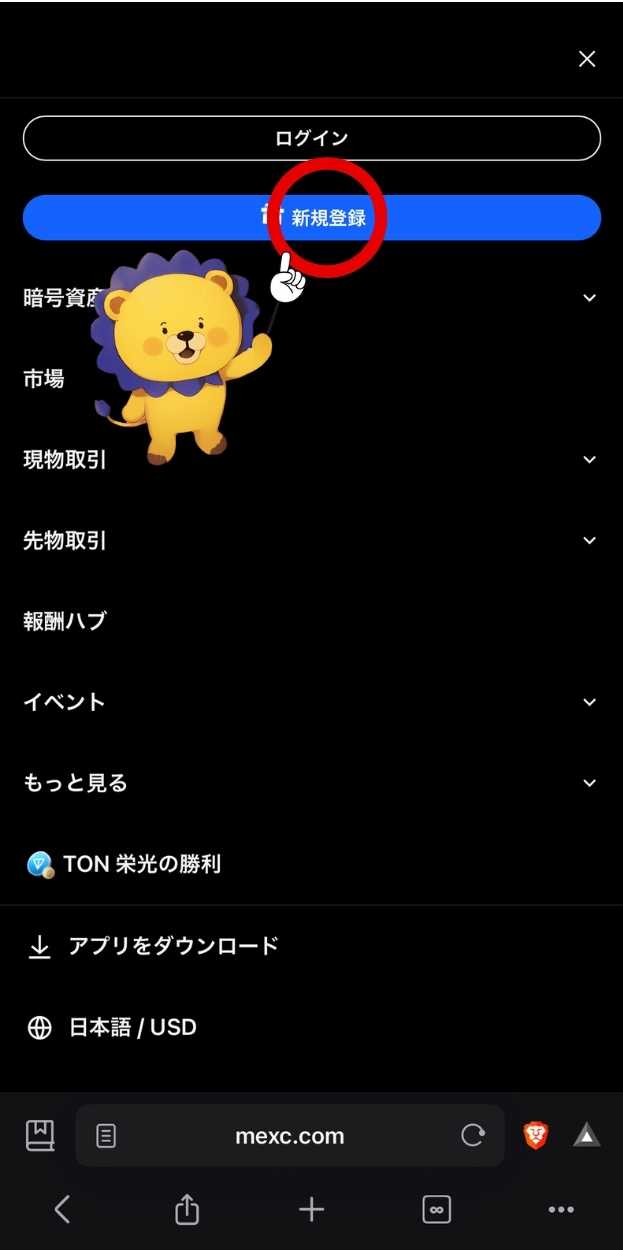 ログイン
新規登録
暗号資産
市場
現物取引
先物取引
報酬ハブ
イベント
もっと見る
TON 栄光の勝利
アプリをダウンロード
日本語 / USD
mexc.com